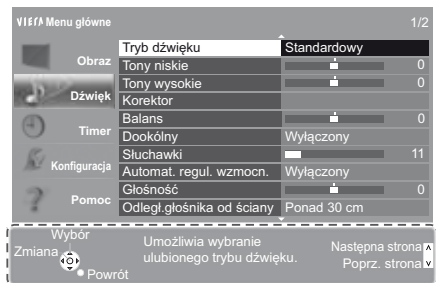 VIErA Menu główne 1/2
Obraz
Dźwięk
Timer
Konfiguracja
Pomoc
Tryb dźwięku Standardowy
Tony niskie 0
Tony wysokie 0
Korektor
Balans 0
Dookólny Wyłączony
Słuchawki 11
Automat. regul. wzmocn. Wyłączony
Głośność 0
Odległ.głośnika od ściany Ponad 30 cm
Wybór
Zmiana
Powrót
Umożliwia wybranie
ulubionego trybu dźwięku.
Następna strona
Poprz. strona